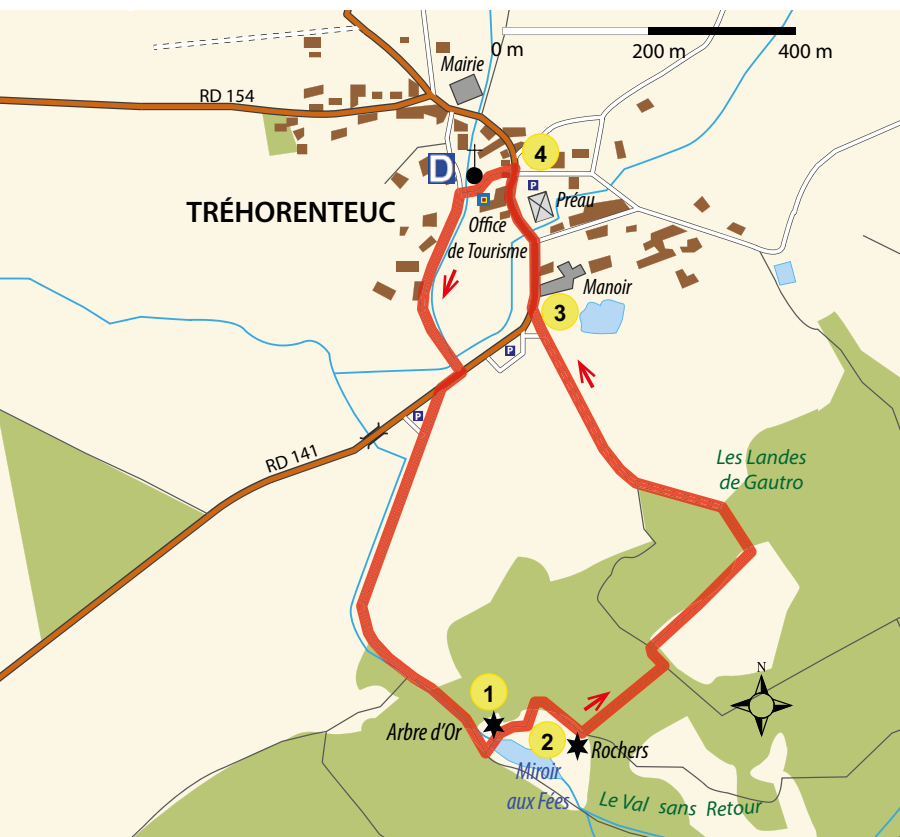 0 m
200 m
400 m
Mairie
RD 154
4
D
P
Préau
TRÉHORENTEUC
Office
de Tourisme
Manoir
3
P
P
RD 141
Les Landes
de Gautro
N
1
Arbre d'Or
2
Rochers
Miroir
aux Fées
Le Val sans Retour